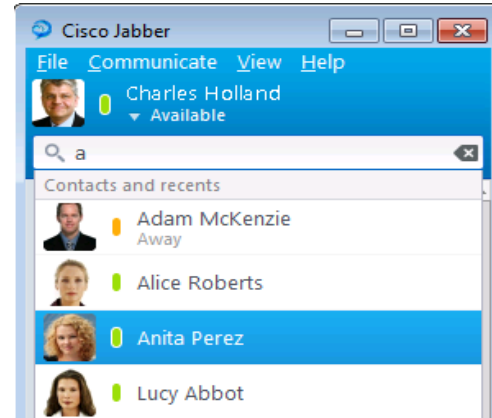 Cisco Jabber
File Communicate View Help
Charles Holland
Available
a
Contacts and recents
Adam McKenzie
Away
Alice Roberts
Anita Perez
Lucy Abbot